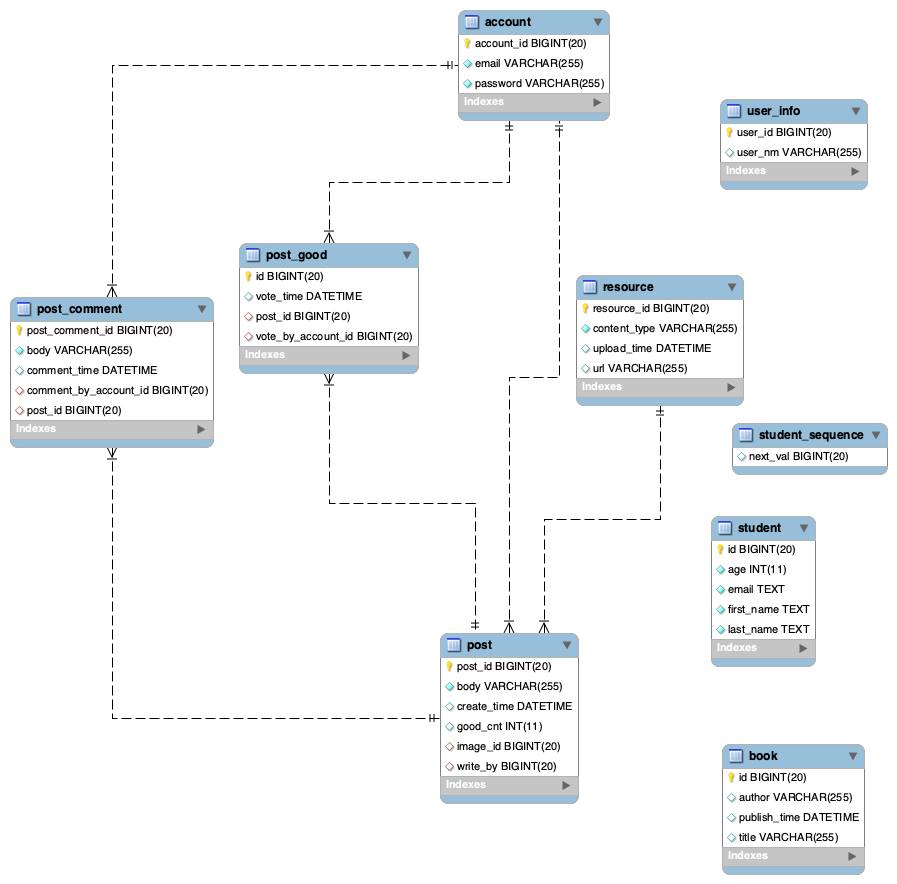 account
account_id BIGINT(20)
email VARCHAR(255)
password VARCHAR(255)
Indexes
user_info
user_id BIGINT(20)
user_nm VARCHAR(255)
Indexes
post_good
id BIGINT(20)
vote_time DATETIME
post_id BIGINT(20)
vote_by_account_id BIGINT(20)
Indexes
resource
resource_id BIGINT(20)
content_type VARCHAR(255)
upload_time DATETIME
url VARCHAR(255)
Indexes
post_comment
post_comment_id BIGINT(20)
body VARCHAR(255)
comment_time DATETIME
comment_by_account_id BIGINT(20)
post_id BIGINT(20)
Indexes
student_sequence
next_val BIGINT(20)
student
id BIGINT(20)
age INT(11)
email TEXT
first_name TEXT
last_name TEXT
Indexes
post
post_id BIGINT(20)
body VARCHAR(255)
create_time DATETIME
good_cnt INT(11)
image_id BIGINT(20)
write_by BIGINT(20)
Indexes
book
id BIGINT(20)
author VARCHAR(255)
publish_time DATETIME
title VARCHAR(255)
Indexes